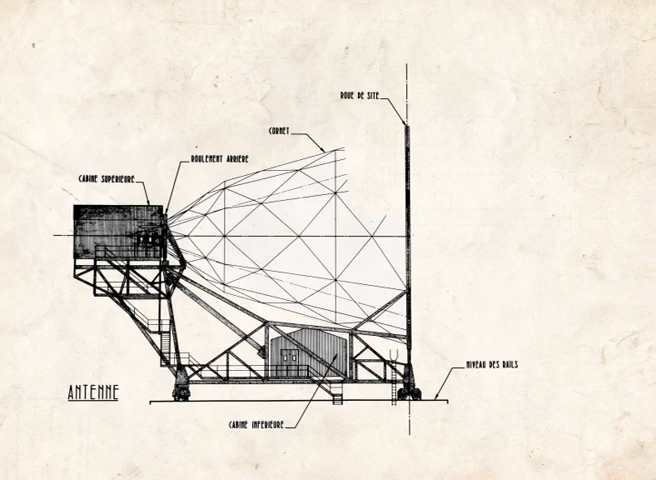 ROUE DE SITE
CORNET
ROULEMENT ARRIERE
CABINE SUPERIEURE
NIVEAU DES RAILS
ANTENNE
CABINE INFERIEURE